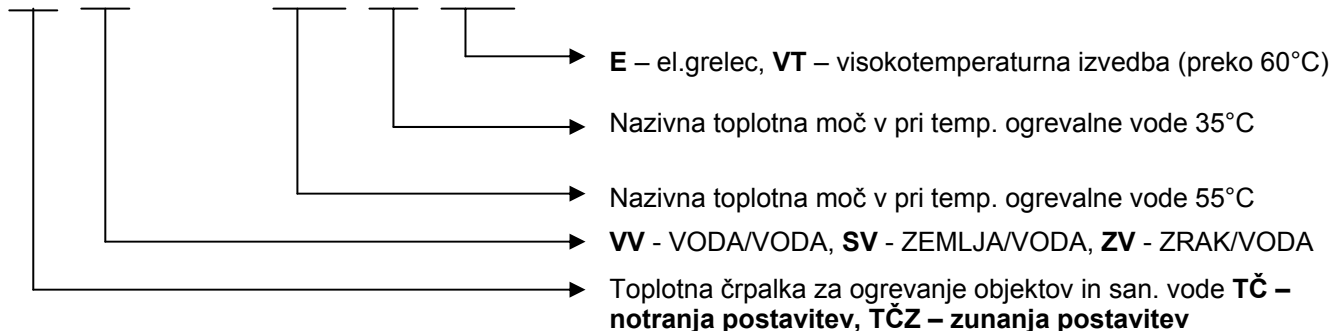 E – el.grelec, VT – visokotemperaturna izvedba (preko 60°C)
Nazivna toplotna moč v pri temp. ogrevalne vode 35°C
Nazivna toplotna moč v pri temp. ogrevalne vode 55°C
VV - VODA/VODA, SV - ZEMLJA/VODA, ZV - ZRAK/VODA
Toplotna črpalka za ogrevanje objektov in san. vode TČ –
notranja postavitev, TČZ – zunanja postavitev